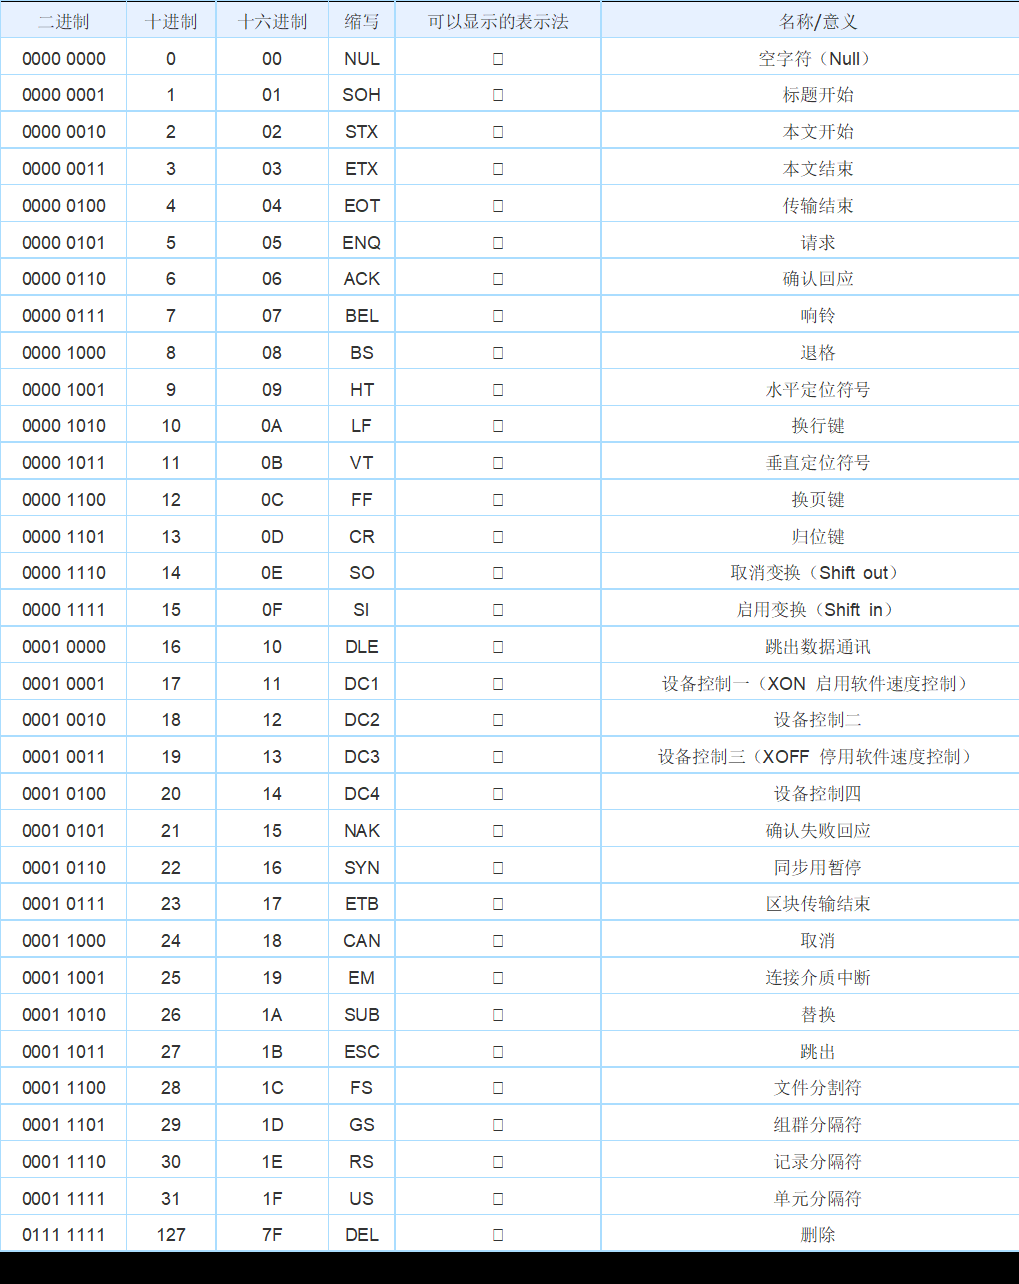 二进制 十进制 十六进制 缩写 可以显示的表示法 名称/意义
0000 0000 0 00 NUL □ 空字符（Null）
0000 0001 1 01 SOH □ 标题开始
0000 0010 2 02 STX □ 本文开始
0000 0011 3 03 ETX □ 本文结束
0000 0100 4 04 EOT □ 传输结束
0000 0101 5 05 ENQ □ 请求
0000 0110 6 06 ACK □ 确认回应
0000 0111 7 07 BEL □ 响铃
0000 1000 8 08 BS □ 退格
0000 1001 9 09 HT □ 水平定位符号
0000 1010 10 0A LF □ 换行键
0000 1011 11 0B VT □ 垂直定位符号
0000 1100 12 0C FF □ 换页键
0000 1101 13 0D CR □ 归位键
0000 1110 14 0E SO □ 取消变换（Shift out）
0000 1111 15 0F SI □ 启用变换（Shift in）
0001 0000 16 10 DLE □ 跳出数据通讯
0001 0001 17 11 DC1 □ 设备控制一（XON 启用软件速度控制）
0001 0010 18 12 DC2 □ 设备控制二
0001 0011 19 13 DC3 □ 设备控制三（XOFF 停用软件速度控制）
0001 0100 20 14 DC4 □ 设备控制四
0001 0101 21 15 NAK □ 确认失败回应
0001 0110 22 16 SYN □ 同步用暂停
0001 0111 23 17 ETB □ 区块传输结束
0001 1000 24 18 CAN □ 取消
0001 1001 25 19 EM □ 连接介质中断
0001 1010 26 1A SUB □ 替换
0001 1011 27 1B ESC □ 跳出
0001 1100 28 1C FS □ 文件分割符
0001 1101 29 1D GS □ 组群分隔符
0001 1110 30 1E RS □ 记录分隔符
0001 1111 31 1F US □ 单元分隔符
0111 1111 127 7F DEL □ 删除